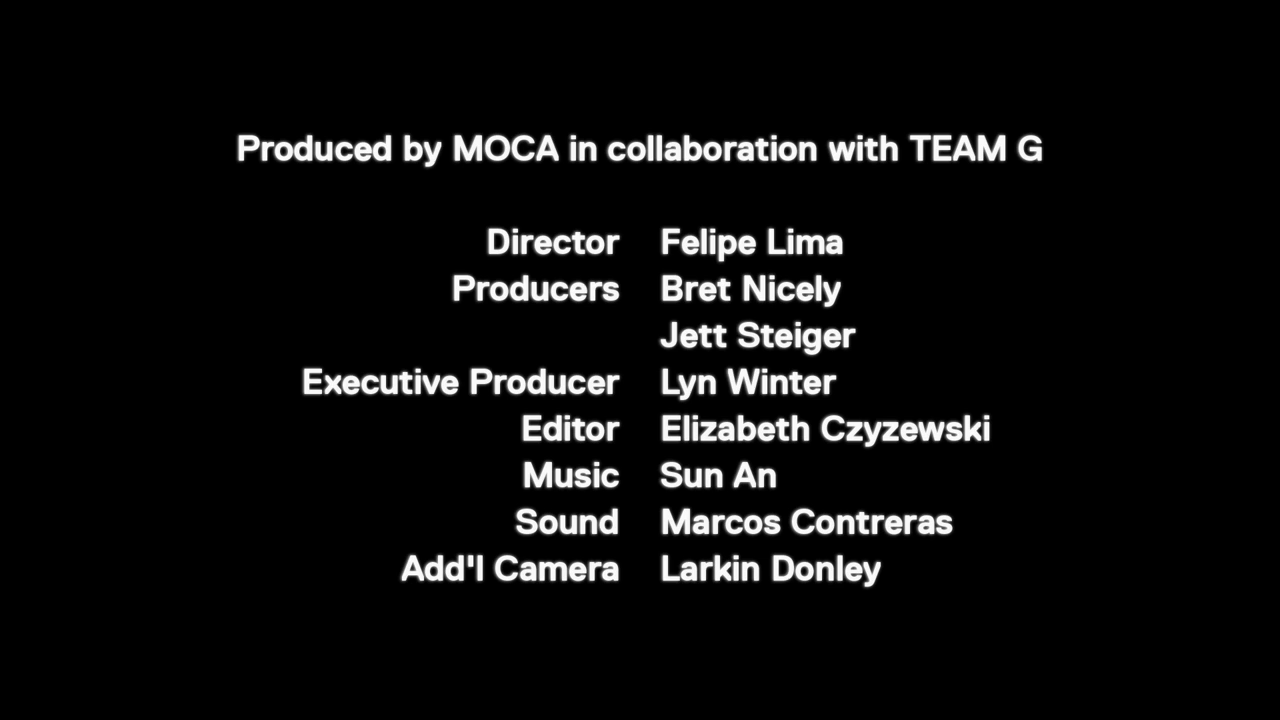 Produced by MOCA in collaboration with TEAM G
Director Felipe Lima
Producers Bret Nicely
Jett Steiger
Executive Producer Lyn Winter
Editor Elizabeth Czyzewski
Music Sun An
Sound Marcos Contreras
Add'l Camera Larkin Donley